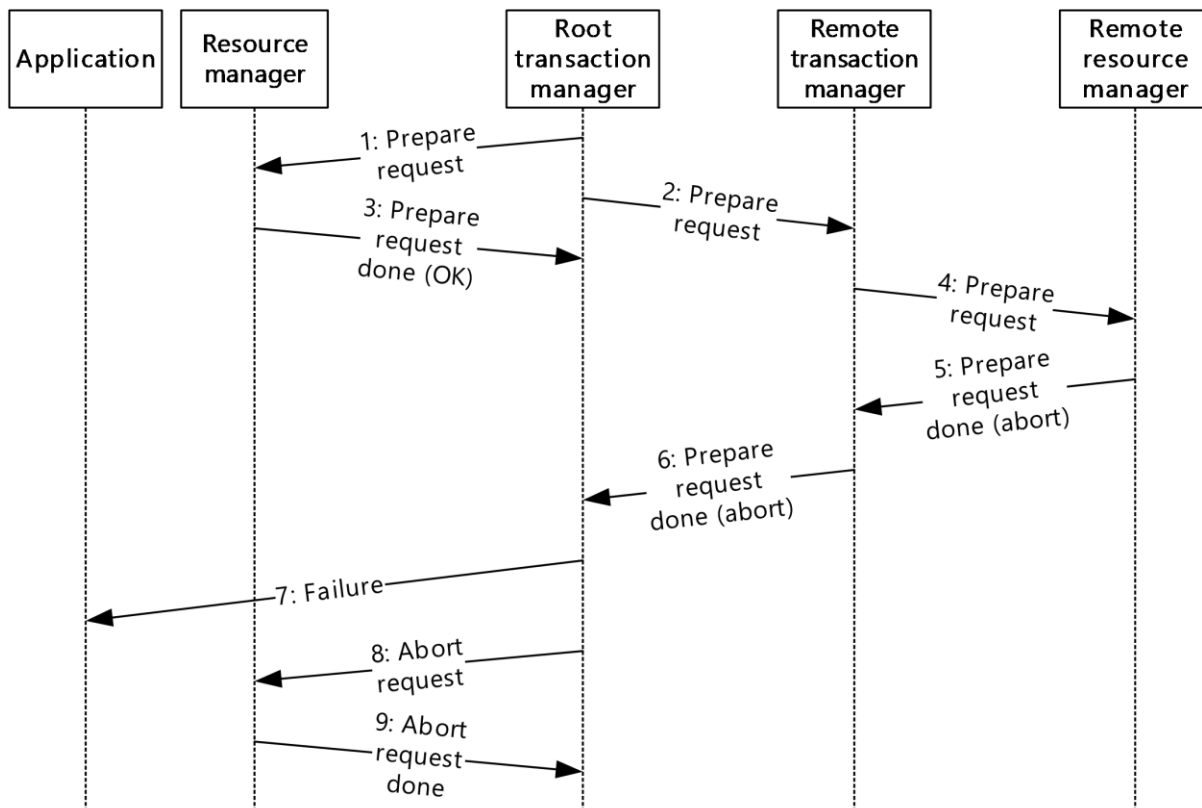 Application
Resource
manager
Root
transaction
manager
Remote
transaction
manager
Remote
resource
manager
1: Prepare
request
2: Prepare
request
3: Prepare
request
done (OK)
4: Prepare
request
5: Prepare
request
done (abort)
6: Prepare
request
done (abort)
7: Failure
8: Abort
request
9: Abort
request
done